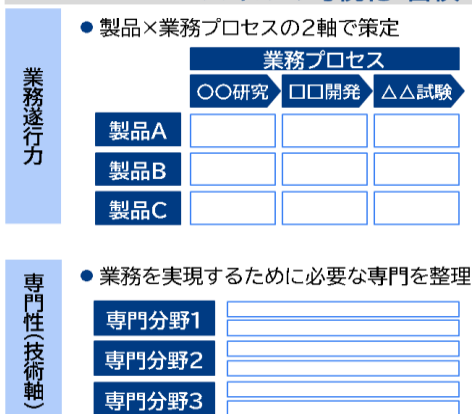 業務遂行力
● 製品×業務プロセスの2軸で策定
業務プロセス
〇〇研究 □□開発 △△試験
製品A
製品B
製品C
専門性(技術軸)
● 業務を実現するために必要な専門を整理
専門分野1
専門分野2
専門分野3